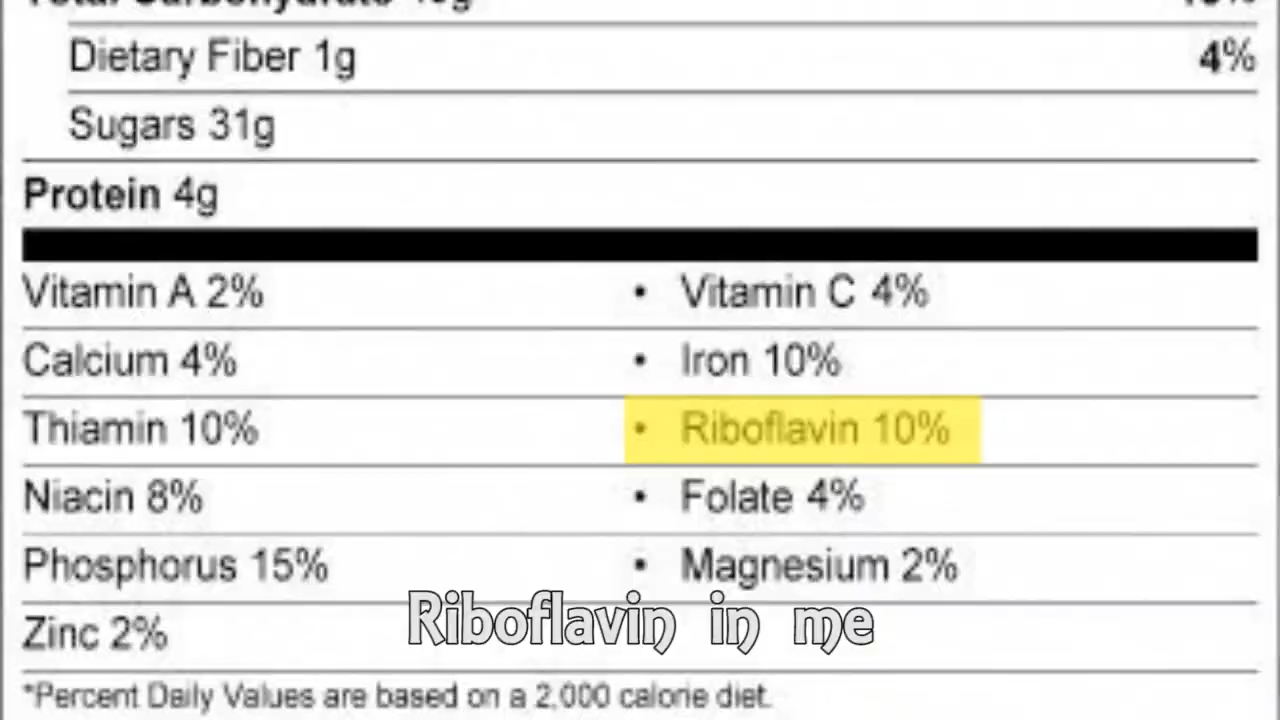 Total Carbohydrate
Dietary Fiber 1g 4%
Sugars 31g
Protein 4g
Vitamin A 2% • Vitamin C 4%
Calcium 4% • Iron 10%
Thiamin 10% • Riboflavin 10%
Niacin 8% • Folate 4%
Phosphorus 15% • Magnesium 2%
Riboflavin in me
Zinc 2%
*Percent Daily Values are based on a 2,000 calorie diet.